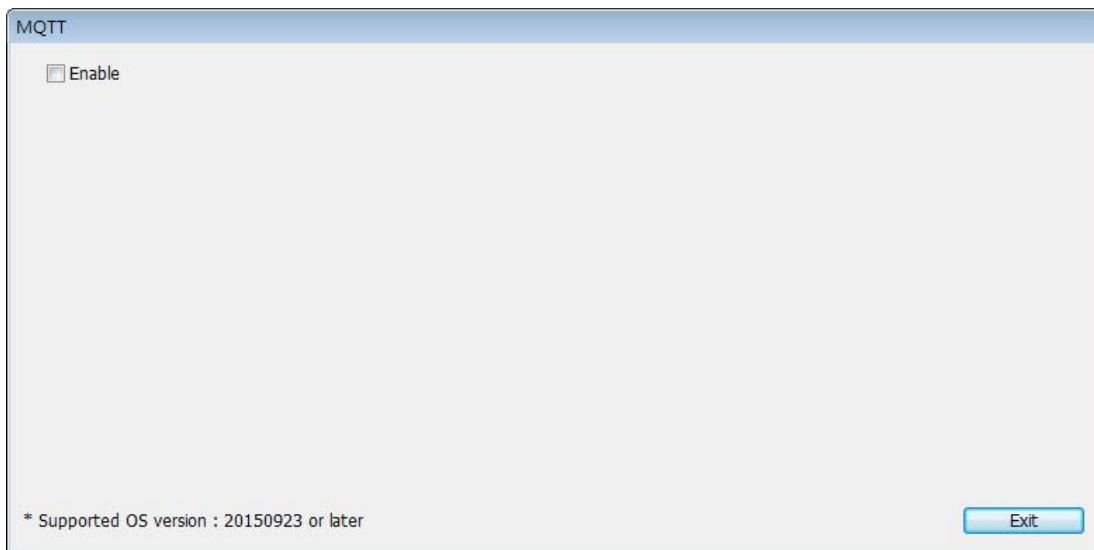 MQTT
Enable
* Supported OS version : 20150923 or later
Exit